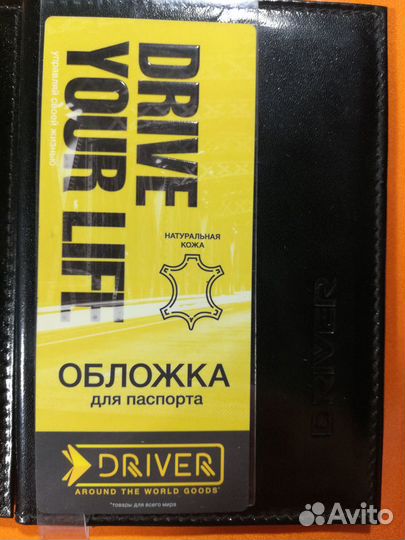 DRIVE
YOUR LIFE
управляй своей жизнью
НАТУРАЛЬНАЯ
КОЖА
ОБЛОЖКА
для паспорта
DRIVER
AROUND THE WORLD GOODS*
*товары для всего мира
DRIVER
Avito